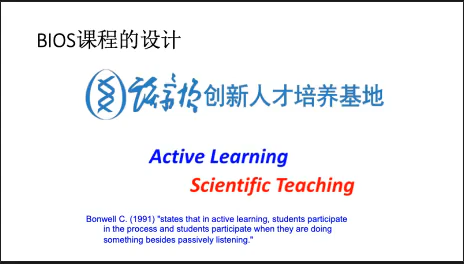 BIOS课程的设计
创新人才培养基地
Active Learning
Scientific Teaching
Bonwell C. (1991) "states that in active learning, students participate
in the process and students participate when they are doing
something besides passively listening."